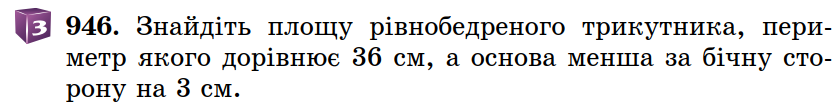 3 946. Знайдіть площу рівнобедреного трикутника, пери-
метр якого дорівнює 36 см, а основа менша за бічну сто-
рону на 3 см.